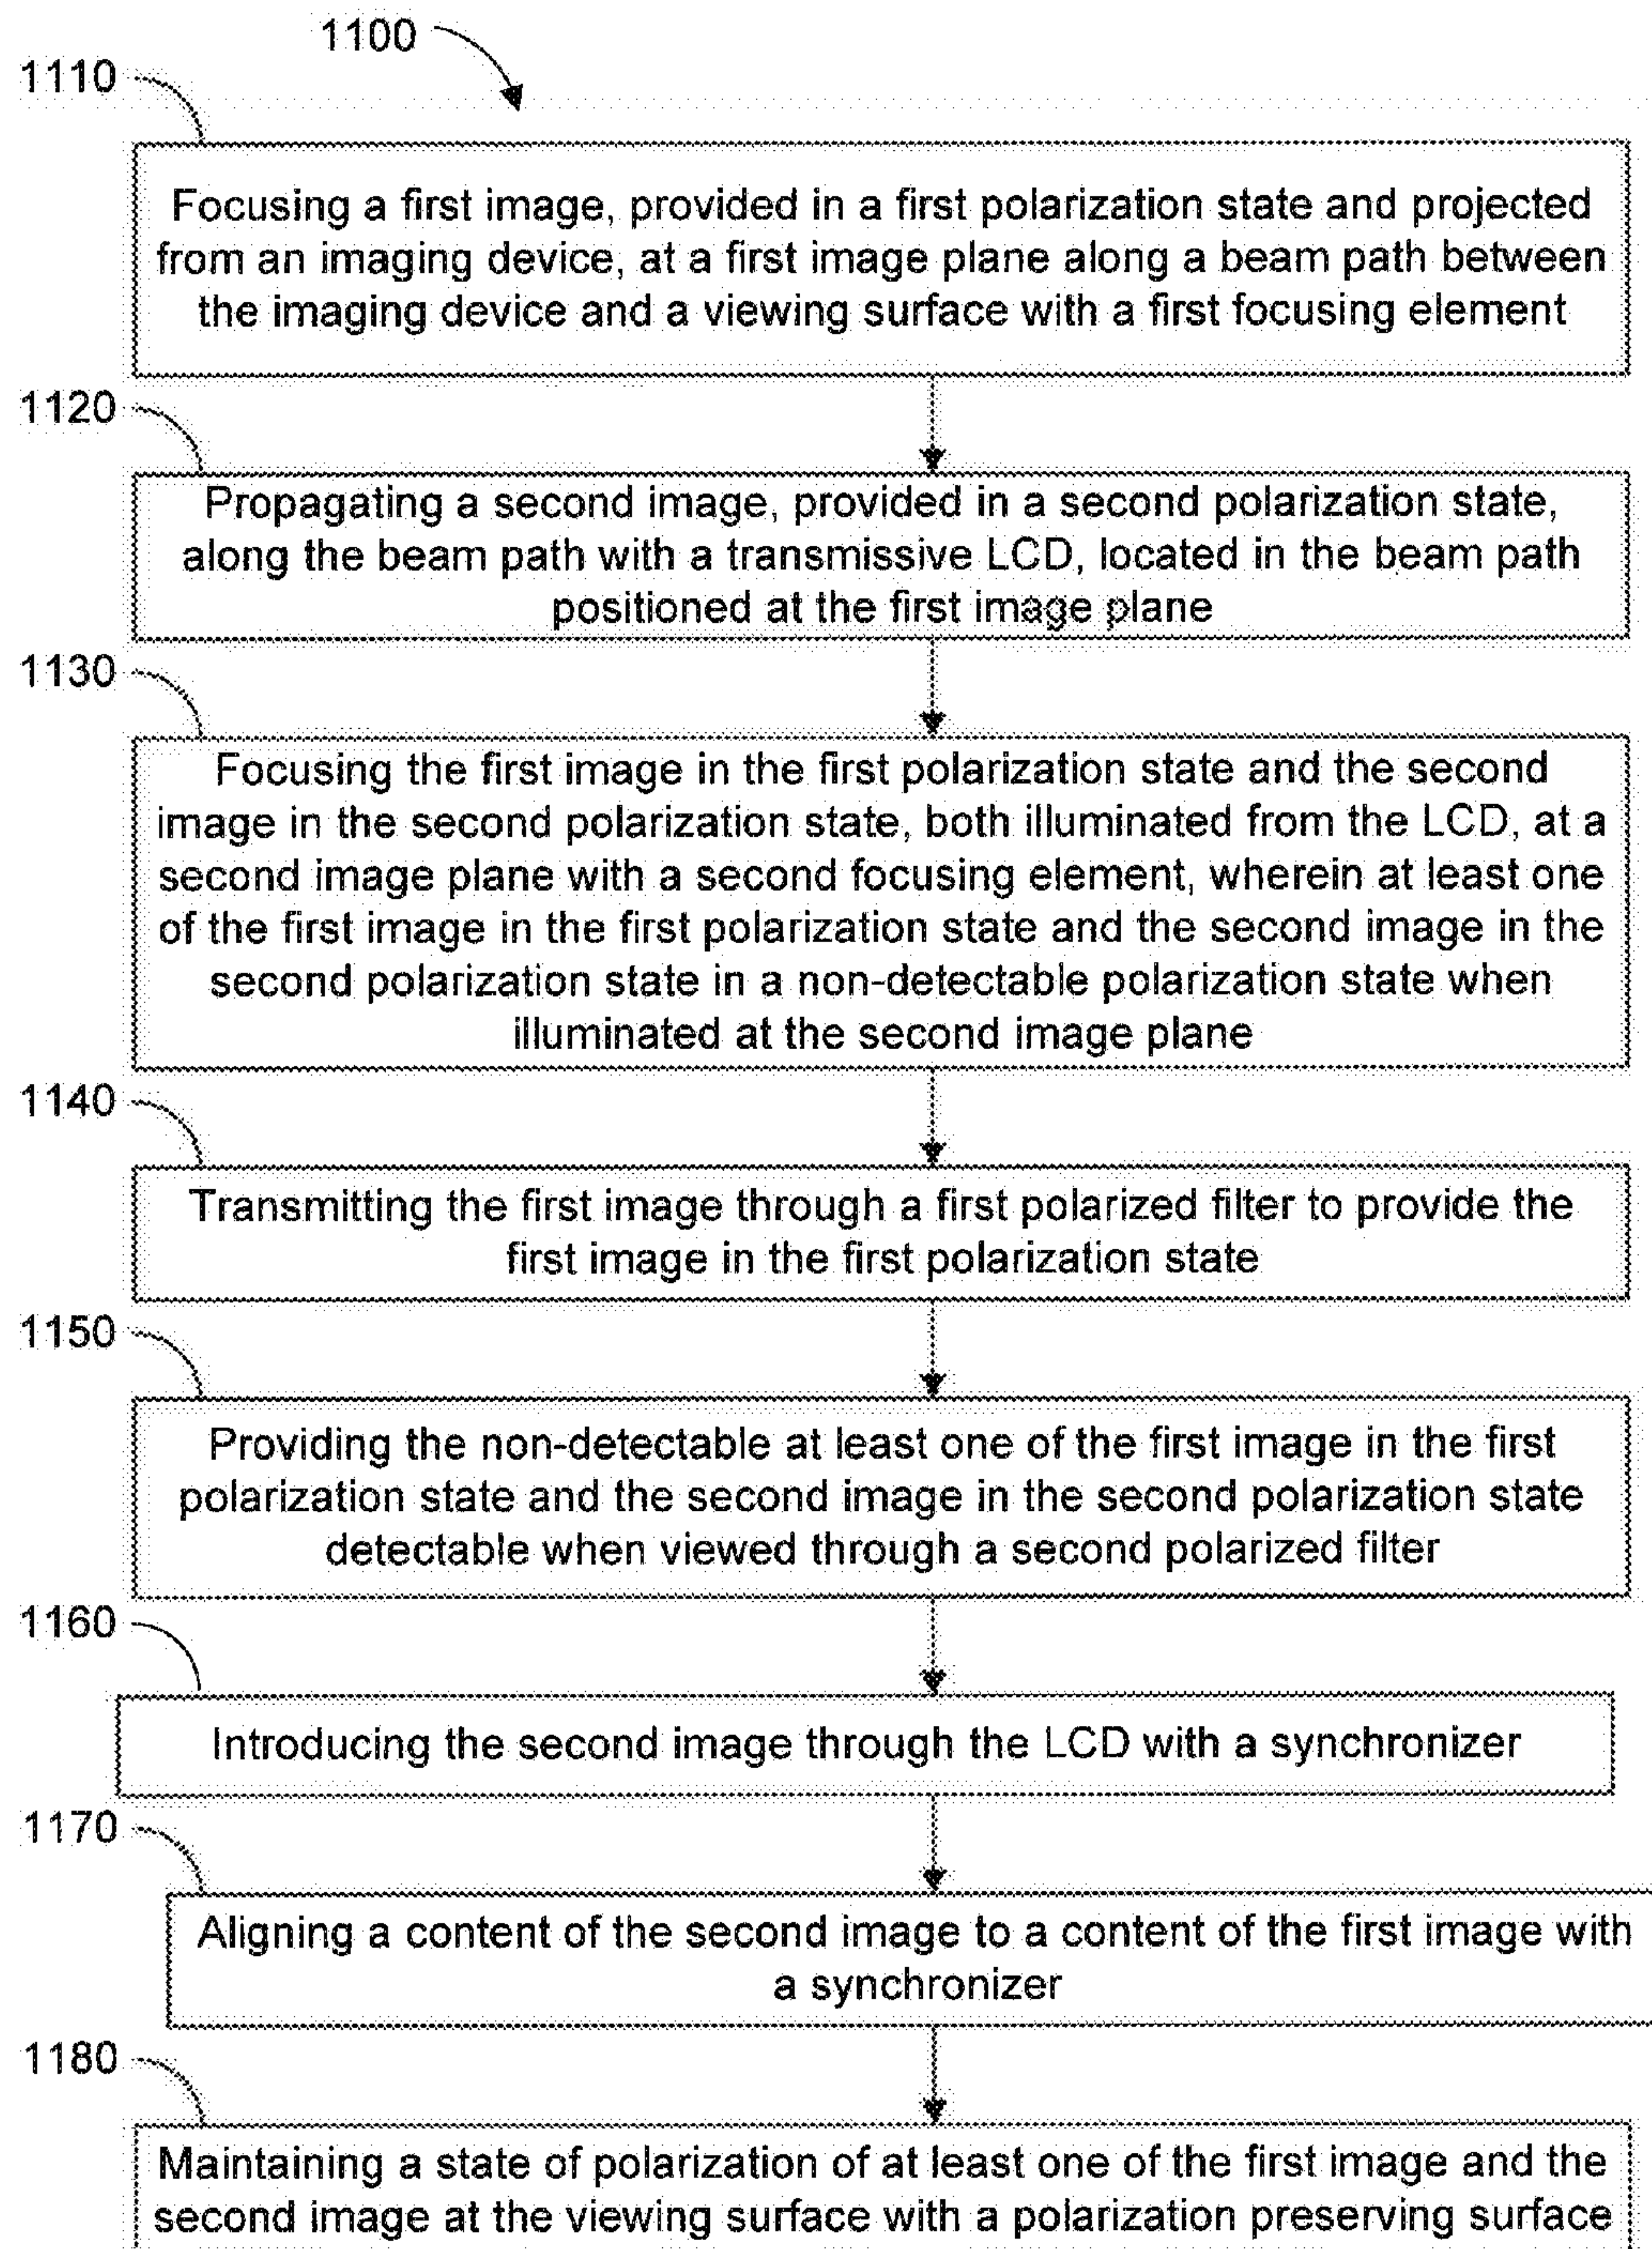 1100
1110
Focusing a first image, provided in a first polarization state and projected
from an imaging device, at a first image plane along a beam path between
the imaging device and a viewing surface with a first focusing element
1120
Propagating a second image, provided in a second polarization state,
along the beam path with a transmissive LCD, located in the beam path
positioned at the first image plane
1130
Focusing the first image in the first polarization state and the second
image in the second polarization state, both illuminated from the LCD, at a
second image plane with a second focusing element, wherein at least one
of the first image in the first polarization state and the second image in the
second polarization state in a non-detectable polarization state when
illuminated at the second image plane
1140
Transmitting the first image through a first polarized filter to provide the
first image in the first polarization state
1150
Providing the non-detectable at least one of the first image in the first
polarization state and the second image in the second polarization state
detectable when viewed through a second polarized filter
1160
Introducing the second image through the LCD with a synchronizer
1170
Aligning a content of the second image to a content of the first image with
a synchronizer
1180
Maintaining a state of polarization of at least one of the first image and the
second image at the viewing surface with a polarization preserving surface